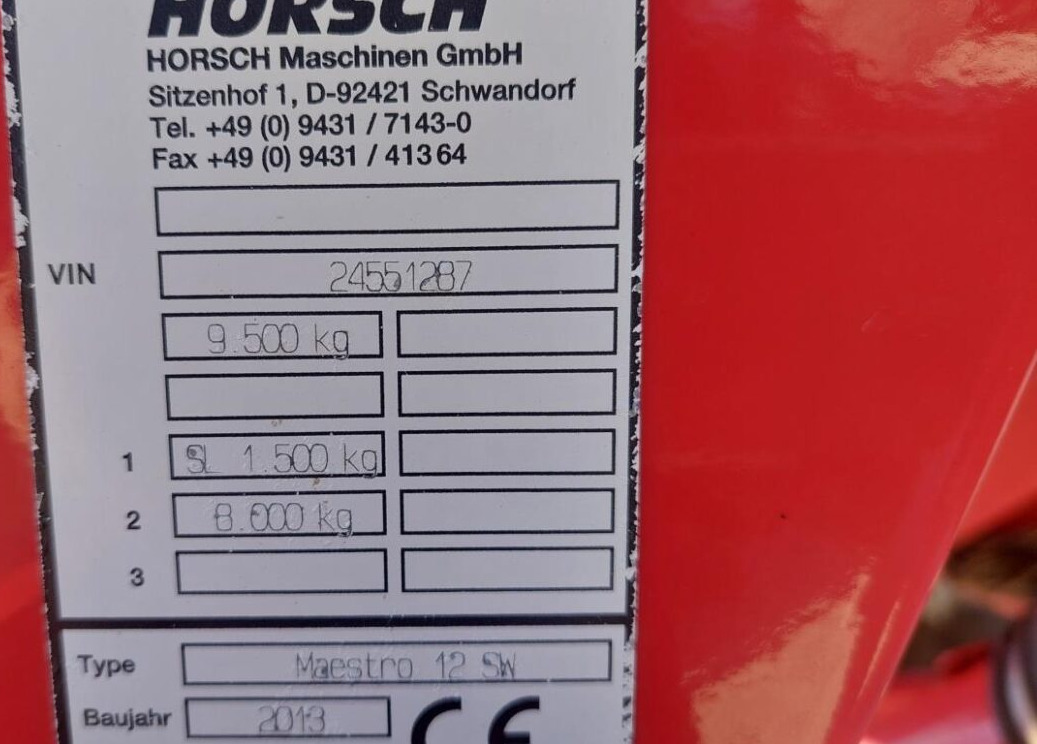 HORSCH
HORSCH Maschinen GmbH
Sitzenhof 1, D-92421 Schwandorf
Tel. +49 (0) 9431 / 7143-0
Fax +49 (0) 9431 / 41364
VIN 24551287
9.500 kg
1 SL 1.500 kg
2 8.000 kg
3
Type Maestro 12 SW
Baujahr 2013 CE